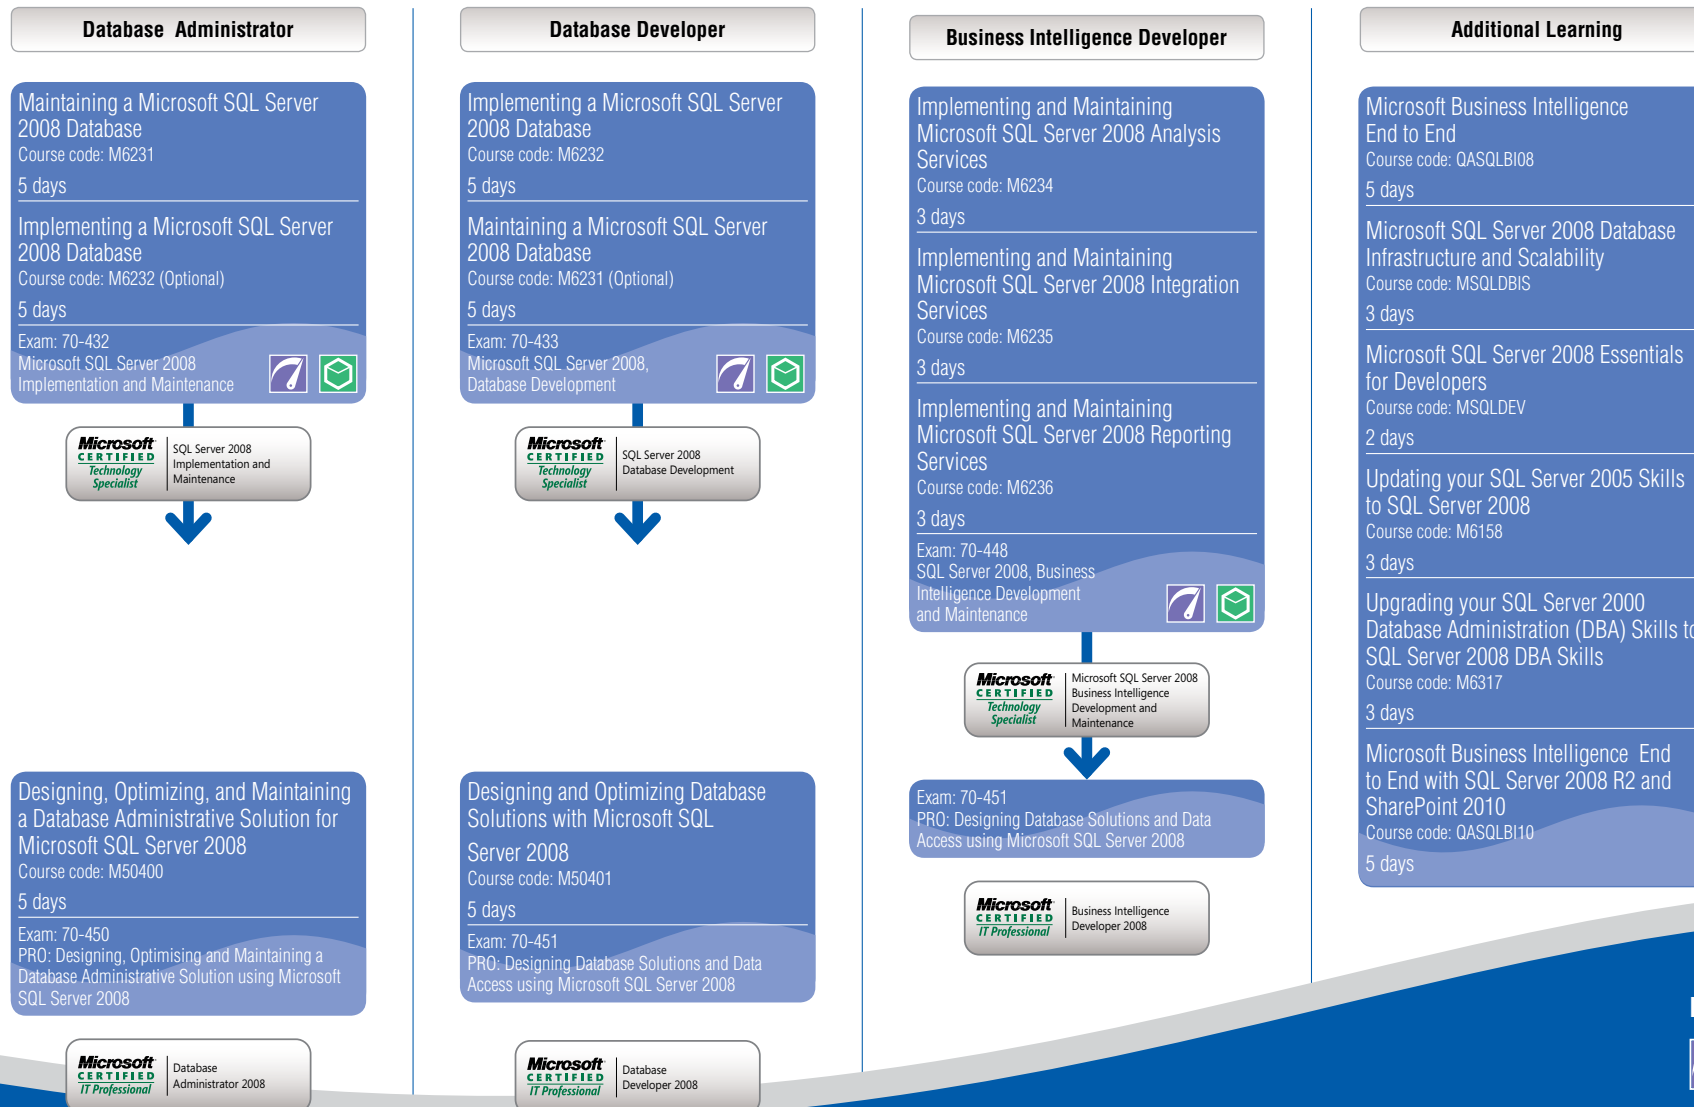 Database Administrator
Maintaining a Microsoft SQL Server
2008 Database
Course code: M6231
5 days
Implementing a Microsoft SQL Server
2008 Database
Course code: M6232 (Optional)
5 days
Exam: 70-432
Microsoft SQL Server 2008
Implementation and Maintenance
Microsoft
CERTIFIED
Technology
Specialist
SQL Server 2008
Implementation and
Maintenance
Designing, Optimizing, and Maintaining
a Database Administrative Solution for
Microsoft SQL Server 2008
Course code: M50400
5 days
Exam: 70-450
PRO: Designing, Optimising and Maintaining a
Database Administrative Solution using Microsoft
SQL Server 2008
Microsoft
CERTIFIED
IT Professional
Database
Administrator 2008
Database Developer
Implementing a Microsoft SQL Server
2008 Database
Course code: M6232
5 days
Maintaining a Microsoft SQL Server
2008 Database
Course code: M6231 (Optional)
5 days
Exam: 70-433
Microsoft SQL Server 2008,
Database Development
Microsoft
CERTIFIED
Technology
Specialist
SQL Server 2008
Database Development
Designing and Optimizing Database
Solutions with Microsoft SQL
Server 2008
Course code: M50401
5 days
Exam: 70-451
PRO: Designing Database Solutions and Data
Access using Microsoft SQL Server 2008
Microsoft
CERTIFIED
IT Professional
Database
Developer 2008
Business Intelligence Developer
Implementing and Maintaining
Microsoft SQL Server 2008 Analysis
Services
Course code: M6234
3 days
Implementing and Maintaining
Microsoft SQL Server 2008 Integration
Services
Course code: M6235
3 days
Implementing and Maintaining
Microsoft SQL Server 2008 Reporting
Services
Course code: M6236
3 days
Exam: 70-448
SQL Server 2008, Business
Intelligence Development
and Maintenance
Microsoft
CERTIFIED
Technology
Specialist
Microsoft SQL Server 2008
Business Intelligence
Development and
Maintenance
Exam: 70-451
PRO: Designing Database Solutions and Data
Access using Microsoft SQL Server 2008
Microsoft
CERTIFIED
IT Professional
Business Intelligence
Developer 2008
Additional Learning
Microsoft Business Intelligence
End to End
Course code: QASQLBI08
5 days
Microsoft SQL Server 2008 Database
Infrastructure and Scalability
Course code: MSQLDBIS
3 days
Microsoft SQL Server 2008 Essentials
for Developers
Course code: MSQLDEV
2 days
Updating your SQL Server 2005 Skills
to SQL Server 2008
Course code: M6158
3 days
Upgrading your SQL Server 2000
Database Administration (DBA) Skills to
SQL Server 2008 DBA Skills
Course code: M6317
3 days
Microsoft Business Intelligence End
to End with SQL Server 2008 R2 and
SharePoint 2010
Course code: QASQLBI10
5 days